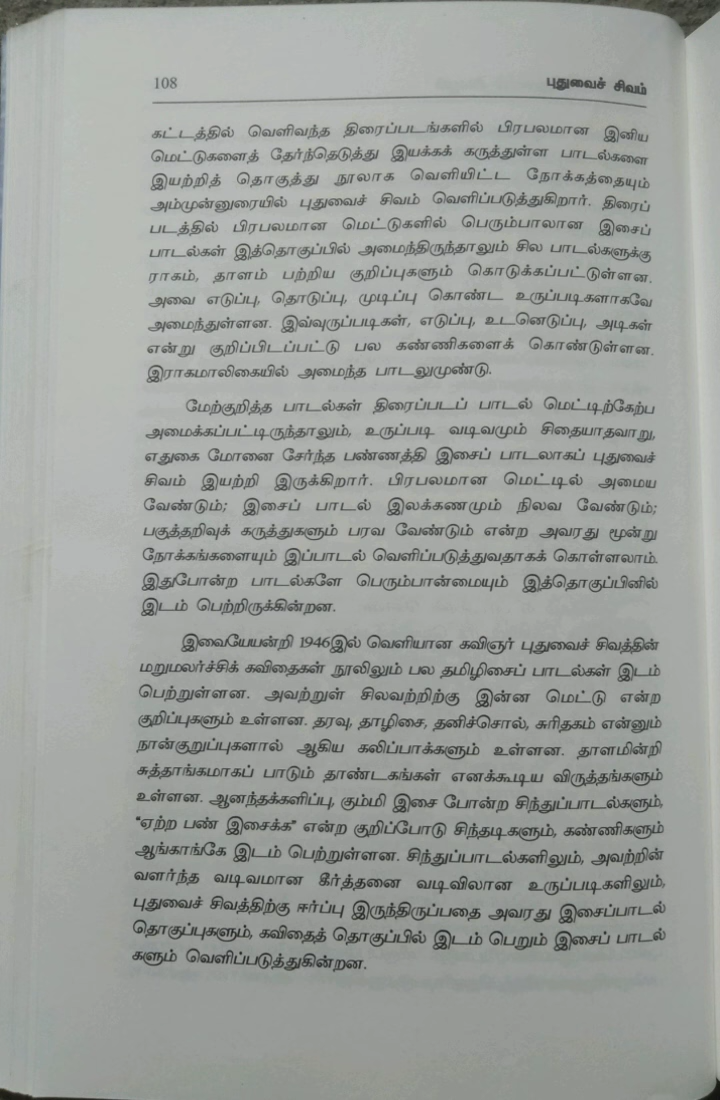 108
புதுவைச் சிவம்
கட்டத்தில் வெளிவந்த திரைப்படங்களில் பிரபலமான இனிய
மெட்டுகளைத் தேர்ந்தெடுத்து இயக்கக் கருத்துள்ள பாடல்களை
இயற்றித் தொகுத்து நூலாக வெளியிட்ட நோக்கத்தையும்
அம்முன்னுரையில் புதுவைச் சிவம் வெளிப்படுத்துகிறார். திரைப்
படத்தில் பிரபலமான மெட்டுகளில் பெரும்பாலான இசைப்
பாடல்கள் இத்தொகுப்பில் அமைந்திருந்தாலும் சில பாடல்களுக்கு
ராகம், தாளம் பற்றிய குறிப்புகளும் கொடுக்கப்பட்டுள்ளன.
அவை எடுப்பு, தொடுப்பு, முடிப்பு கொண்ட உருப்படிகளாகவே
அமைந்துள்ளன. இவ்வுருப்படிகள், எடுப்பு, உடனெடுப்பு, அடிகள்
என்று குறிப்பிடப்பட்டு பல கண்ணிகளைக் கொண்டுள்ளன.
இராகமாலிகையில் அமைந்த பாடலுமுண்டு.
மேற்குறித்த பாடல்கள் திரைப்படப் பாடல் மெட்டிற்கேற்ப
அமைக்கப்பட்டிருந்தாலும், உருப்படி வடிவமும் சிதையாதவாறு,
எதுகை மோனை சேர்ந்த பண்ணத்தி இசைப் பாடலாகப் புதுவைச்
சிவம் இயற்றி இருக்கிறார். பிரபலமான மெட்டில் அமைய
வேண்டும்; இசைப் பாடல் இலக்கணமும் நிலவ வேண்டும்;
பகுத்தறிவுக் கருத்துகளும் பரவ வேண்டும் என்ற அவரது மூன்று
நோக்கங்களையும் இப்பாடல் வெளிப்படுத்துவதாகக் கொள்ளலாம்.
இதுபோன்ற பாடல்களே பெரும்பான்மையும் இத்தொகுப்பினில்
இடம் பெற்றிருக்கின்றன.
இவையேயன்றி 1946இல் வெளியான கவிஞர் புதுவைச் சிவத்தின்
மறுமலர்ச்சிக் கவிதைகள் நூலிலும் பல தமிழிசைப் பாடல்கள் இடம்
பெற்றுள்ளன. அவற்றுள் சிலவற்றிற்கு இன்ன மெட்டு என்ற
குறிப்புகளும் உள்ளன. தரவு, தாழிசை, தனிச்சொல், சுரிதகம் என்னும்
நான்குறுப்புகளால் ஆகிய கலிப்பாக்களும் உள்ளன. தாளமின்றி
சுத்தாங்கமாகப் பாடும் தாண்டகங்கள் எனக்கூடிய விருத்தங்களும்
உள்ளன. ஆனந்தக்களிப்பு, கும்மி இசை போன்ற சிந்துப்பாடல்களும்,
“ஏற்ற பண் இசைக்க” என்ற குறிப்போடு சிந்தடிகளும், கண்ணிகளும்
ஆங்காங்கே இடம் பெற்றுள்ளன. சிந்துப்பாடல்களிலும், அவற்றின்
வளர்ந்த வடிவமான கீர்த்தனை வடிவிலான உருப்படிகளிலும்,
புதுவைச் சிவத்திற்கு ஈர்ப்பு இருந்திருப்பதை அவரது இசைப்பாடல்
தொகுப்புகளும், கவிதைத் தொகுப்பில் இடம் பெறும் இசைப் பாடல்
களும் வெளிப்படுத்துகின்றன.